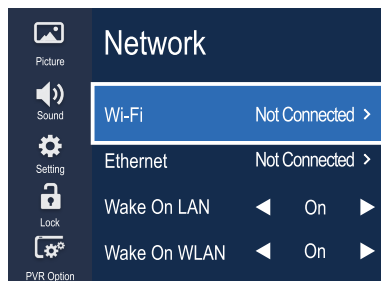 Picture
Sound
Setting
Lock
PVR Option
Network
Wi-Fi Not Connected >
Ethernet Not Connected >
Wake On LAN ◀ On ▶
Wake On WLAN ◀ On ▶